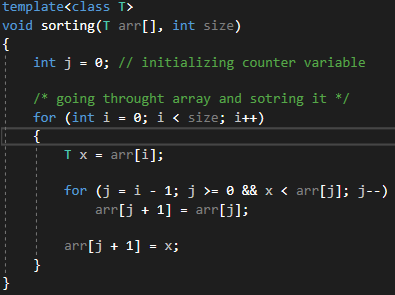 template<class T>
void sorting(T arr[], int size)
{
    int j = 0; // initializing counter variable
    /* going throught array and sotring it */
    for (int i = 0; i < size; i++)
    {
        T x = arr[i];
        for (j = i - 1; j >= 0 && x < arr[j]; j--)
            arr[j + 1] = arr[j];
        arr[j + 1] = x;
    }
}